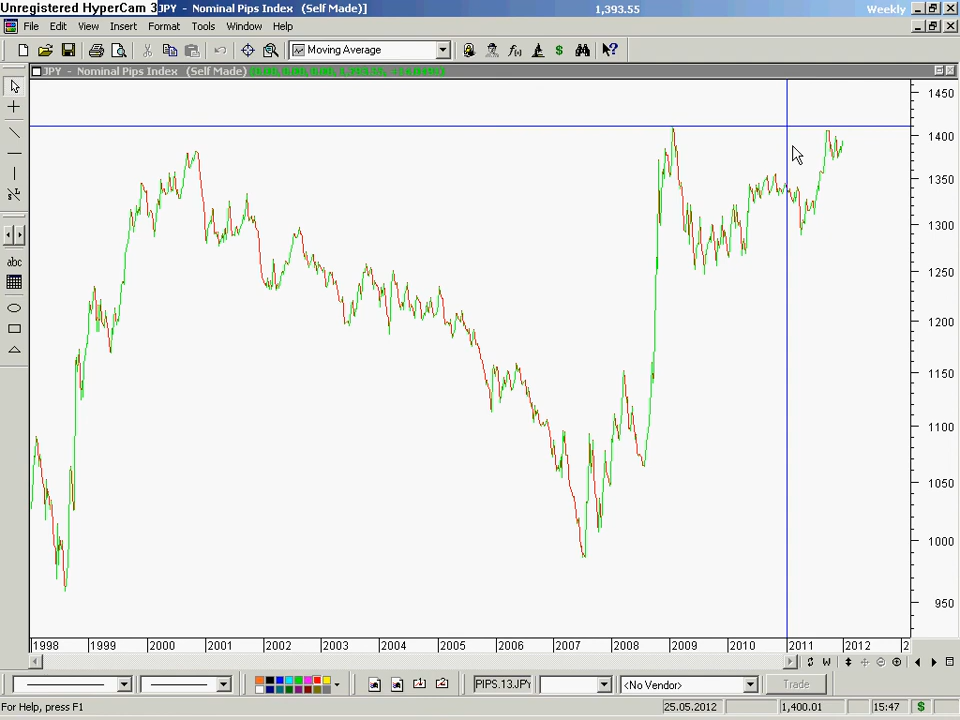 Unregistered HyperCam 3
JPY - Nominal Pips Index (Self Made)]
1,393.55
Weekly
File Edit View Insert Format Tools Window Help
Moving Average
JPY - Nominal Pips Index (Self Made)
1450
1400
1350
1300
1250
1200
1150
1100
1050
1000
950
abc
1998 1999 2000 2001 2002 2003 2004 2005 2006 2007 2008 2009 2010 2011 2012 2
W
PIPS.13.JPY
<No Vendor>
Trade
For Help, press F1
25.05.2012
1,400.01
15:47
$